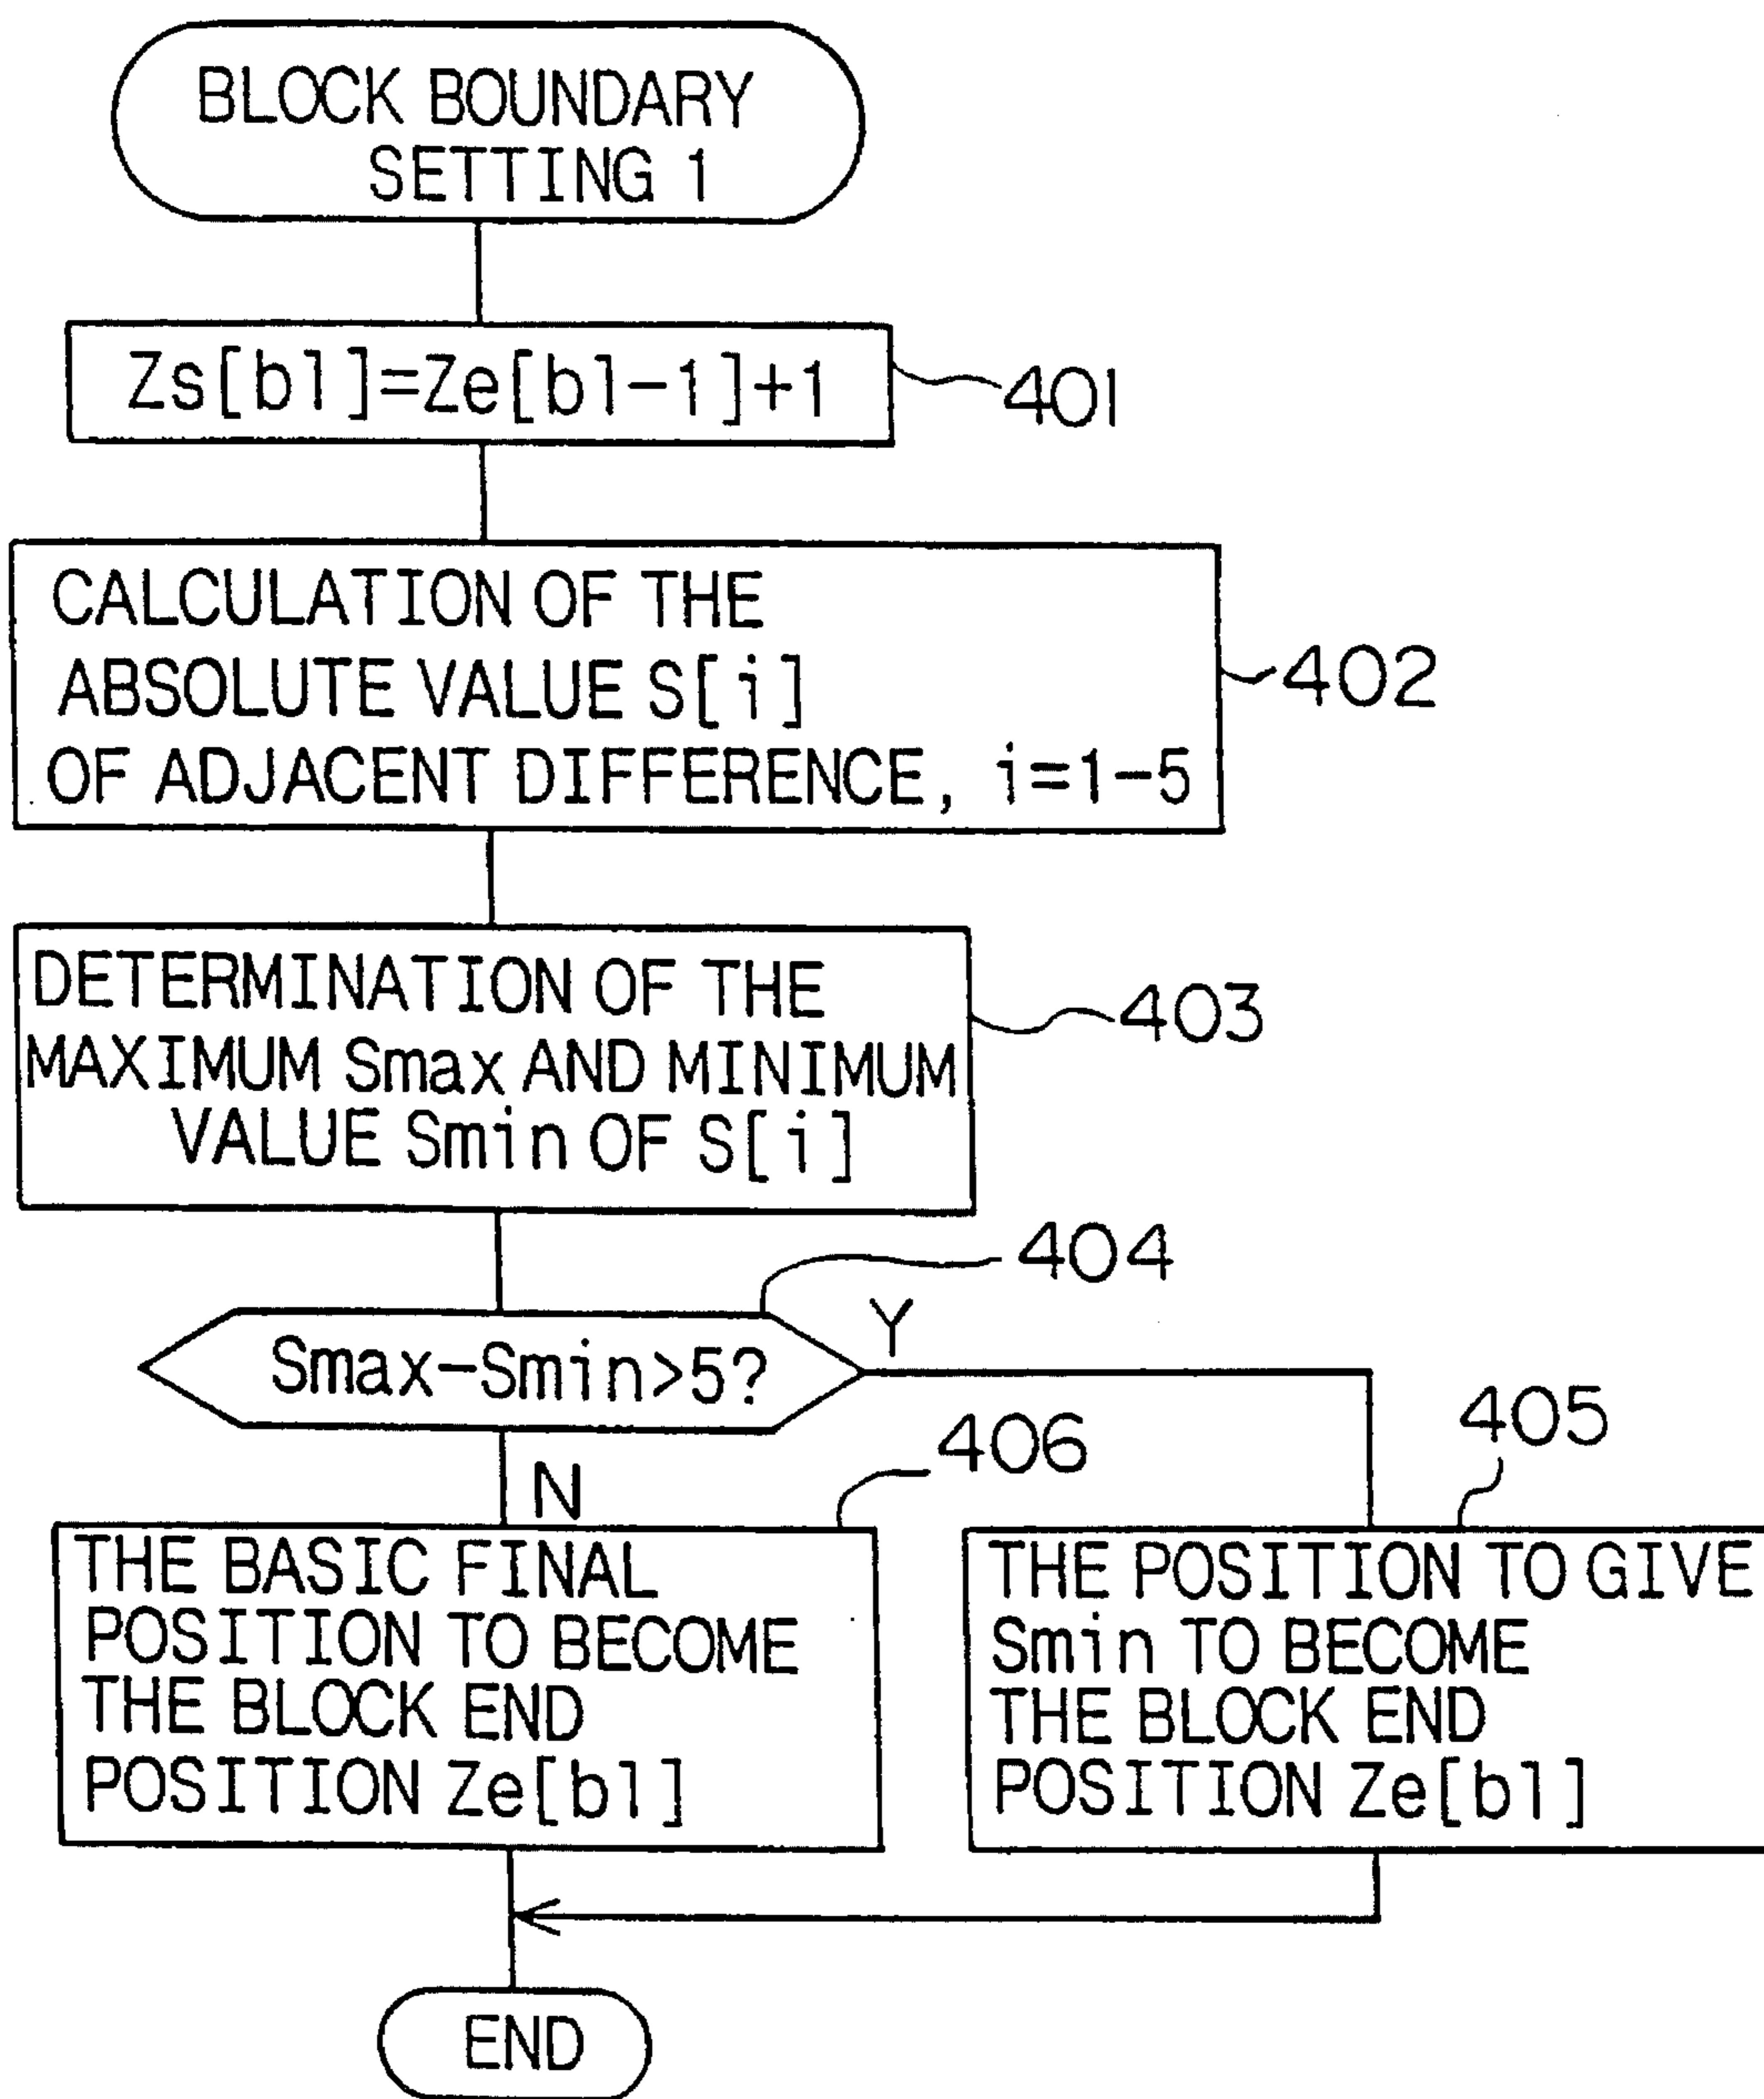 BLOCK BOUNDARY
SETTING 1
Zs[bl]=Ze[bl-1]+1
401
CALCULATION OF THE
ABSOLUTE VALUE S[i]
OF ADJACENT DIFFERENCE, i=1-5
402
DETERMINATION OF THE
MAXIMUM Smax AND MINIMUM
VALUE Smin OF S[i]
403
404
Smax-Smin>5?
Y
N
406
405
THE BASIC FINAL
POSITION TO BECOME
THE BLOCK END
POSITION Ze[bl]
THE POSITION TO GIVE
Smin TO BECOME
THE BLOCK END
POSITION Ze[bl]
END